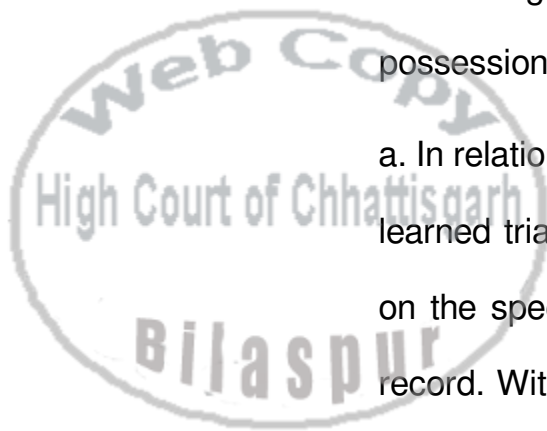 possession
a. In relatio
learned tria
on the spe
record. Wit
Web Copy
High Court of Chhattisgarh
Bilaspur